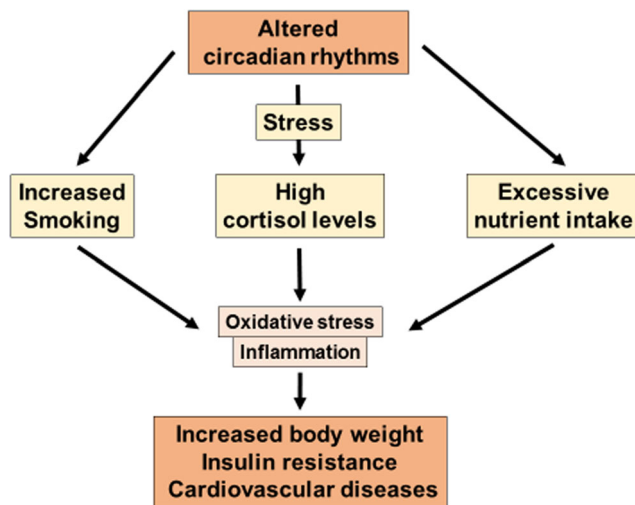 Altered
circadian rhythms
Stress
Increased
Smoking
High
cortisol levels
Excessive
nutrient intake
Oxidative stress
Inflammation
Increased body weight
Insulin resistance
Cardiovascular diseases